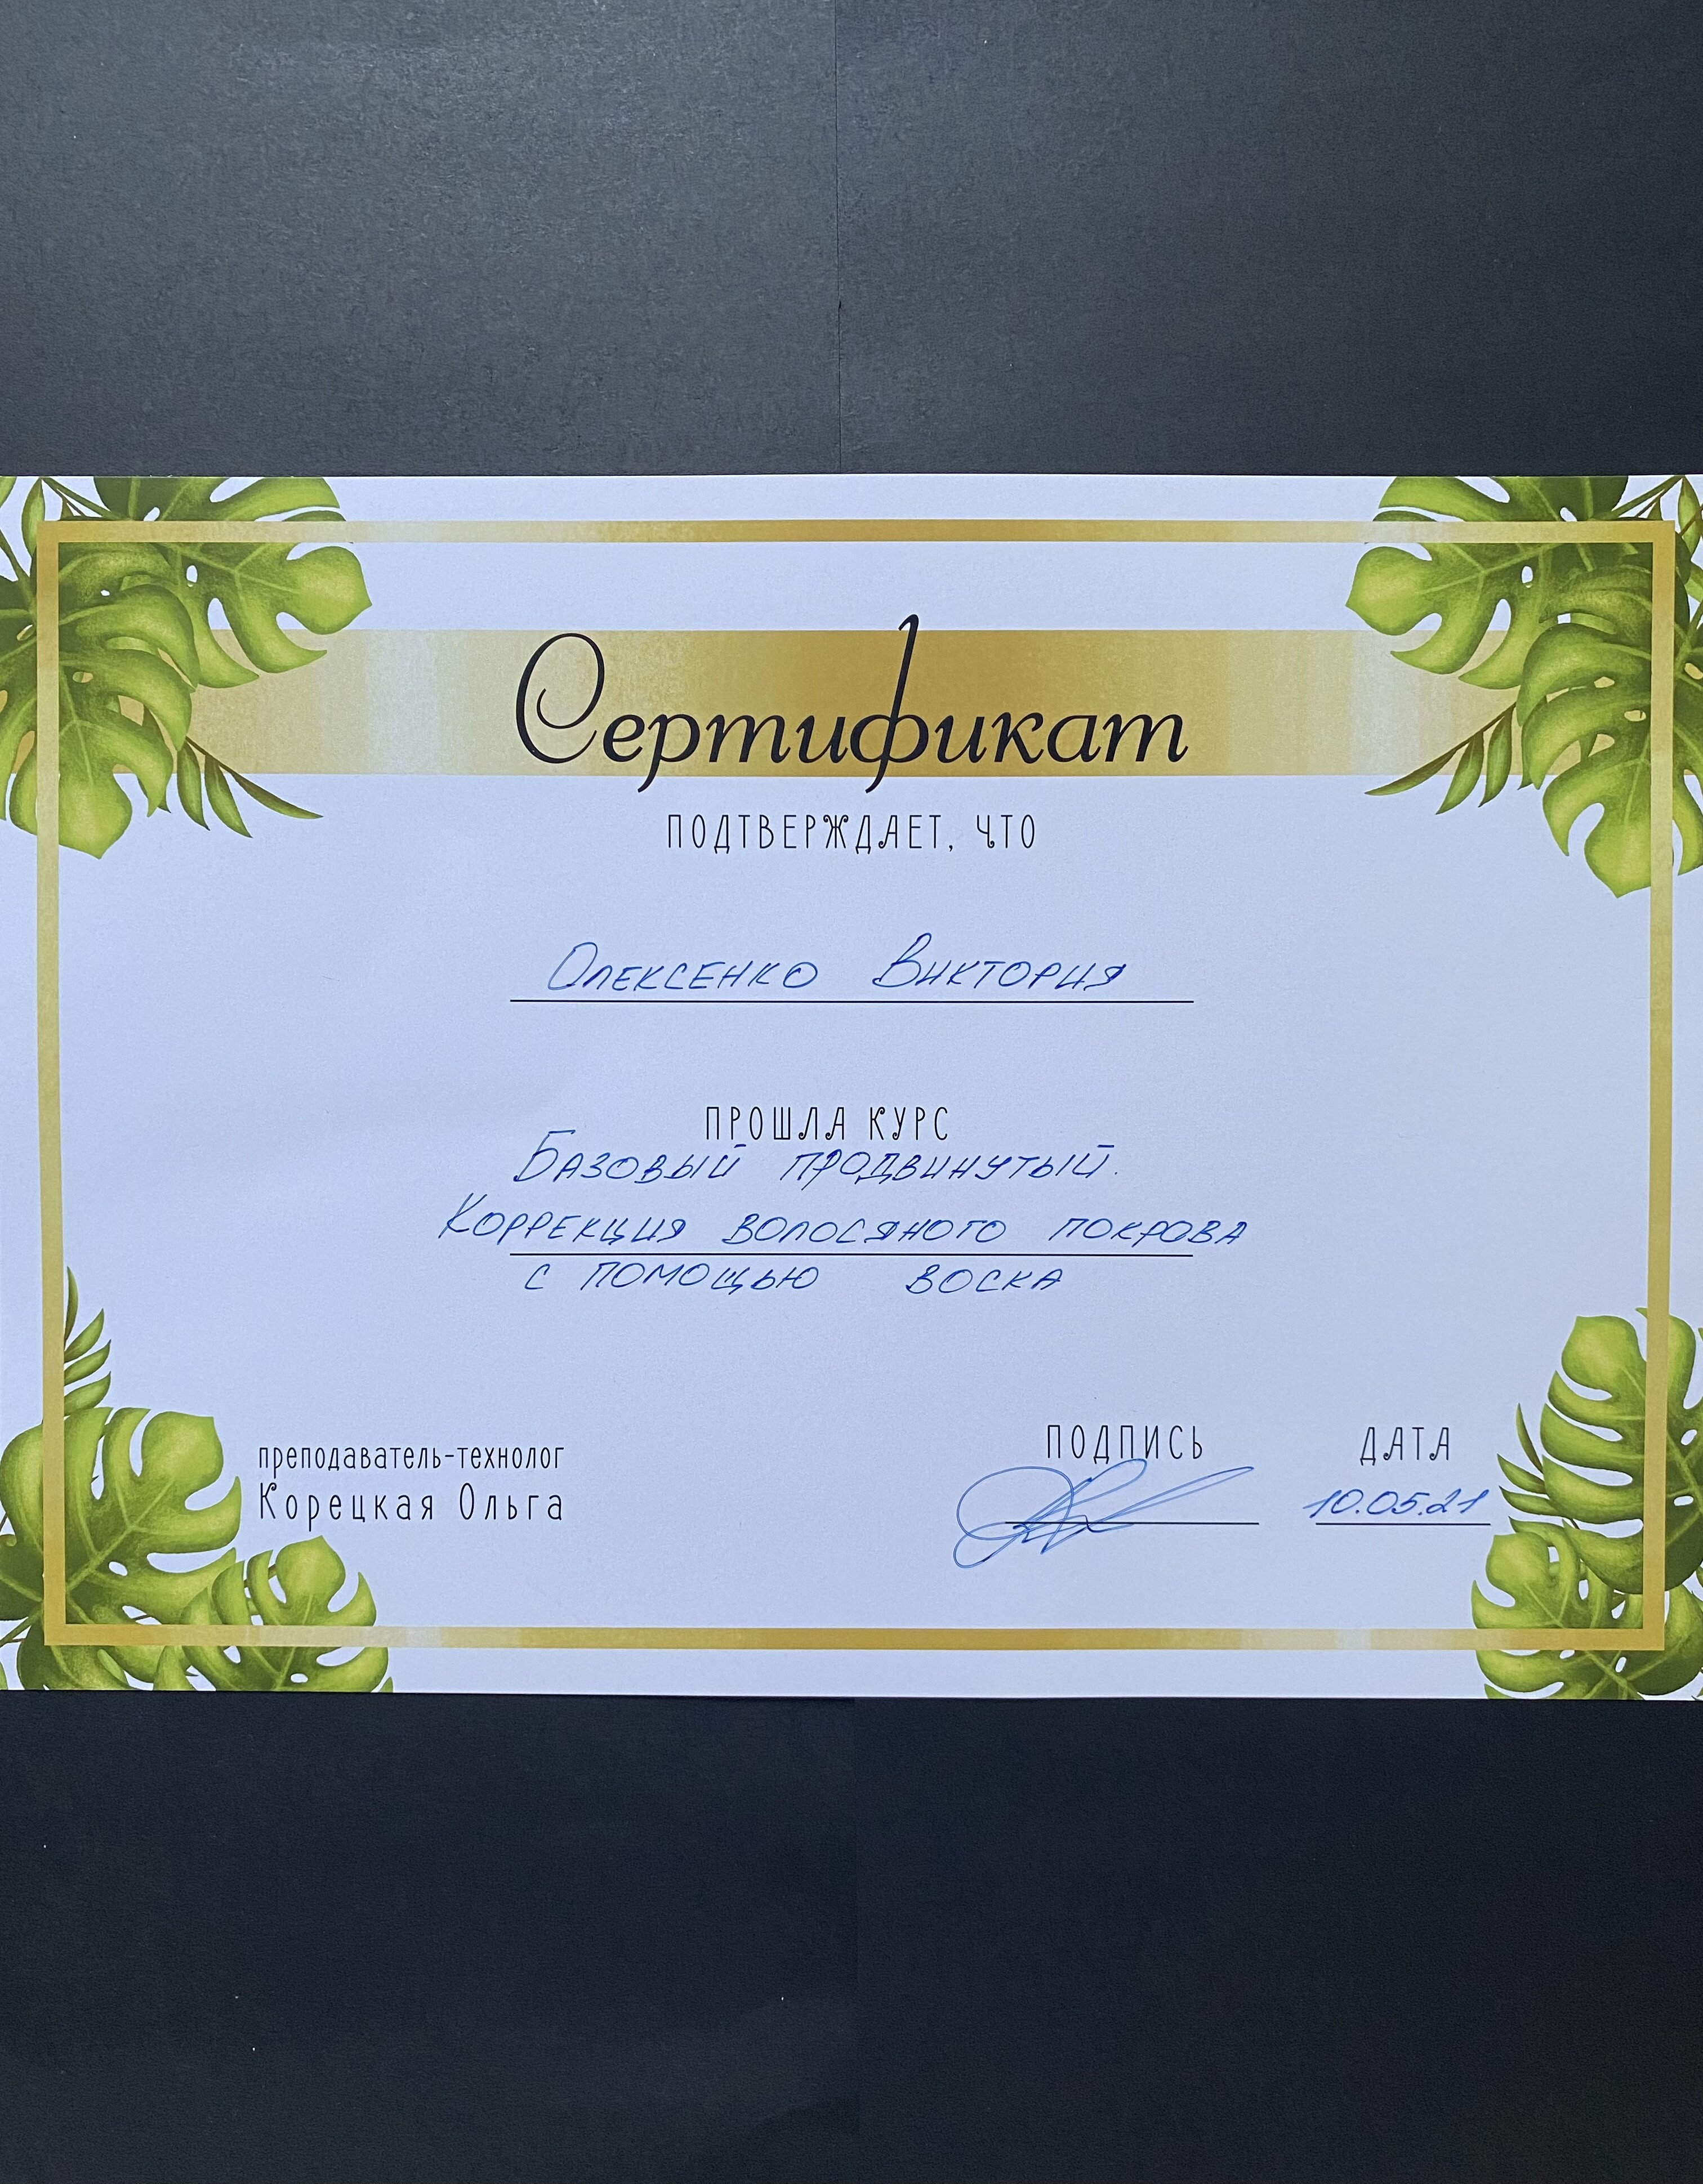 Сертификат
ПОДТВЕРЖДАЕТ, ЧТО
Олексенко Виктория
ПРОШЛА КУРС
Базовый продвинутый.
Коррекция волосяного покрова
с помощью воска
преподаватель-технолог
Корецкая Ольга
ПОДПИСЬ
ДАТА
10.05.21